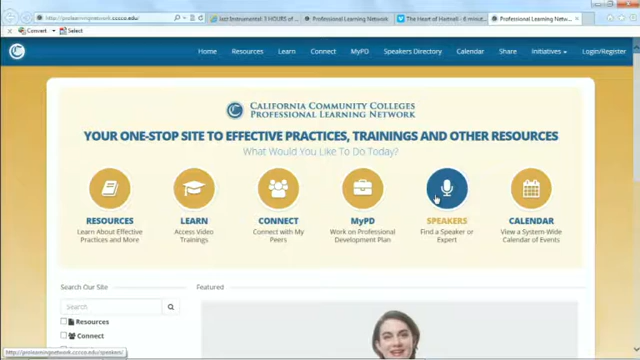 http://prolearningnetwork.cccco.edu/
Jazz Instrumental: 3 HOURS of
Professional Learning Network
The Heart of Hartnell - 6 minut
Professional Learning Netw...
Convert
Select
Home
Resources
Learn
Connect
MyPD
Speakers Directory
Calendar
Share
Initiatives
Login/Register
CALIFORNIA COMMUNITY COLLEGES
PROFESSIONAL LEARNING NETWORK
YOUR ONE-STOP SITE TO EFFECTIVE PRACTICES, TRAININGS AND OTHER RESOURCES
What Would You Like To Do Today?
RESOURCES
Learn About Effective
Practices and More
LEARN
Access Video
Trainings
CONNECT
Connect with My
Peers
MyPD
Work on Professional
Development Plan
SPEAKERS
Find a Speaker or
Expert
CALENDAR
View a System-Wide
Calendar of Events
Search Our Site
Search
Resources
Connect
Featured
http://prolearningnetwork.cccco.edu/speakers/